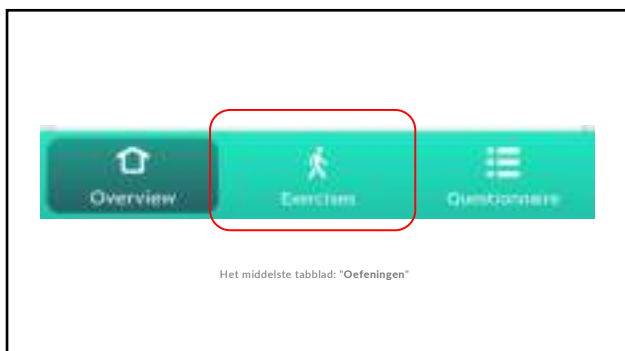 Overview
Exercises
Questionnaire
Het middelste tabblad: "Oefeningen"